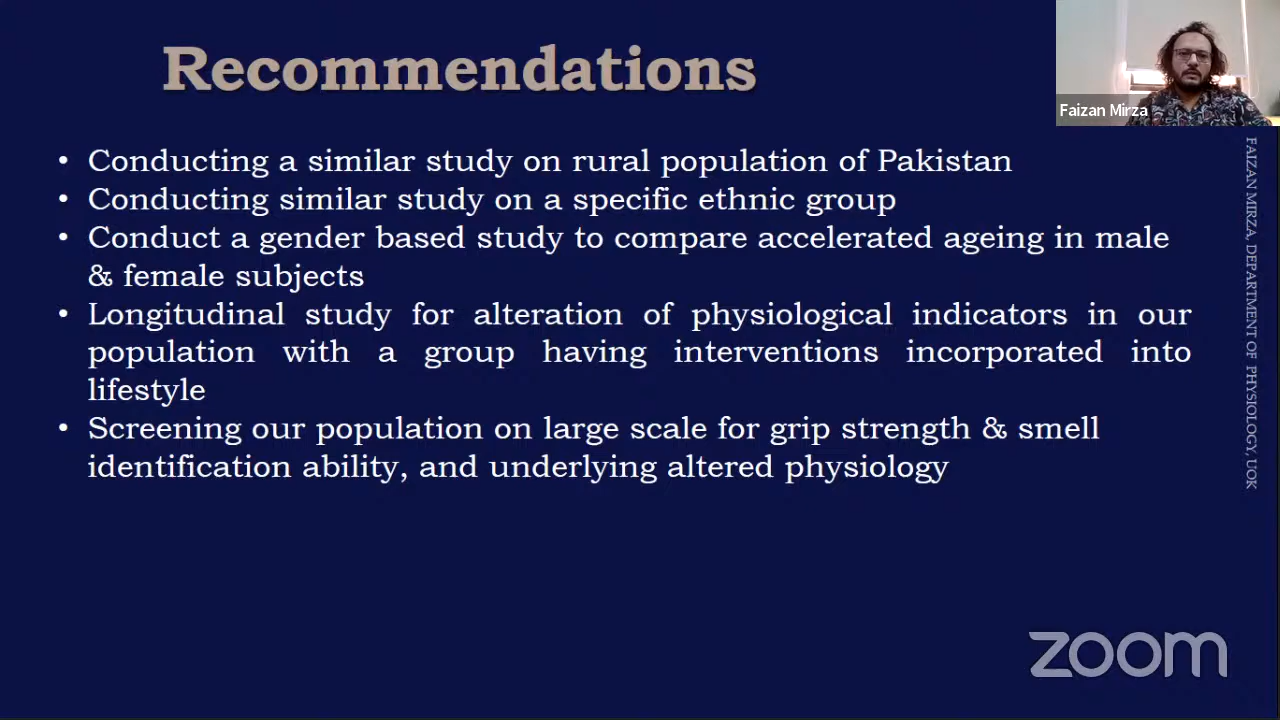 Recommendations
Faizan Mirza
• Conducting a similar study on rural population of Pakistan
• Conducting similar study on a specific ethnic group
• Conduct a gender based study to compare accelerated ageing in male
& female subjects
• Longitudinal study for alteration of physiological indicators in our
population with a group having interventions incorporated into
lifestyle
• Screening our population on large scale for grip strength & smell
identification ability, and underlying altered physiology
FAIZAN MIRZA, DEPARTMENT OF PHYSIOLOGY, UOK
zoom